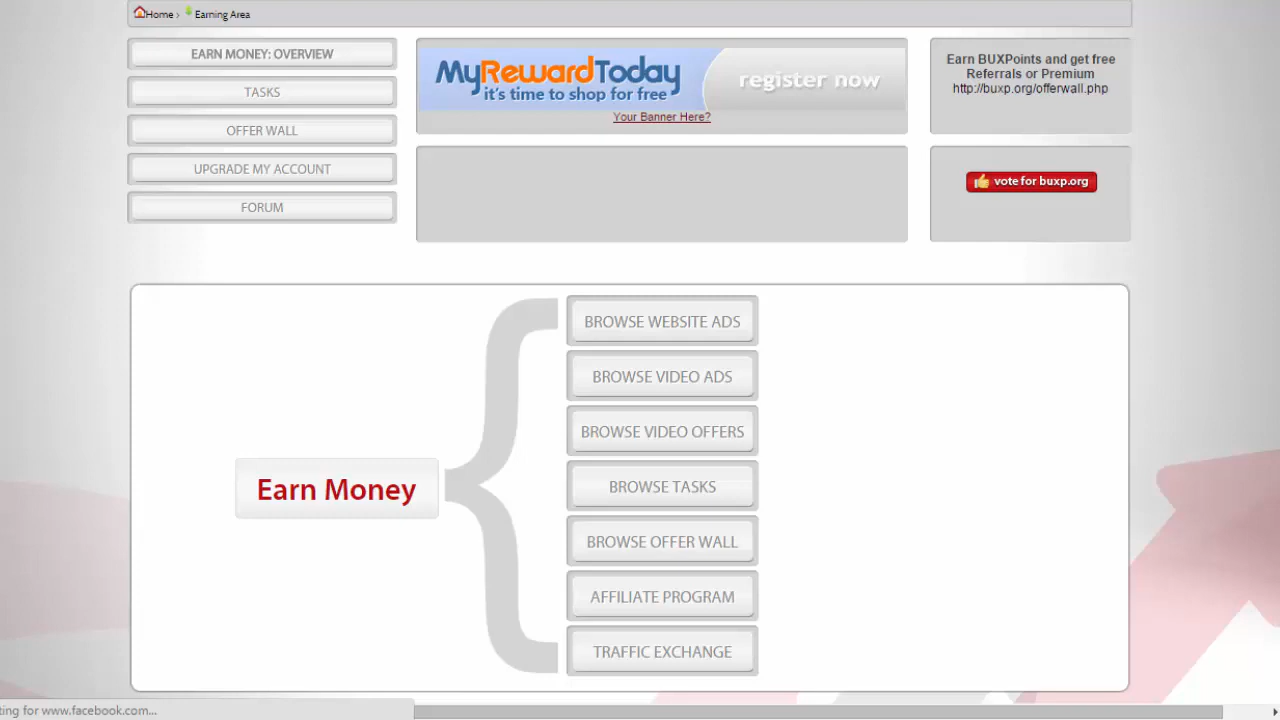 Home › Earning Area
EARN MONEY: OVERVIEW
TASKS
OFFER WALL
UPGRADE MY ACCOUNT
FORUM
MyRewardToday
it's time to shop for free
register now
Your Banner Here?
Earn BUXPoints and get free
Referrals or Premium
http://buxp.org/offerwall.php
vote for buxp.org
Earn Money
BROWSE WEBSITE ADS
BROWSE VIDEO ADS
BROWSE VIDEO OFFERS
BROWSE TASKS
BROWSE OFFER WALL
AFFILIATE PROGRAM
TRAFFIC EXCHANGE
ting for www.facebook.com...